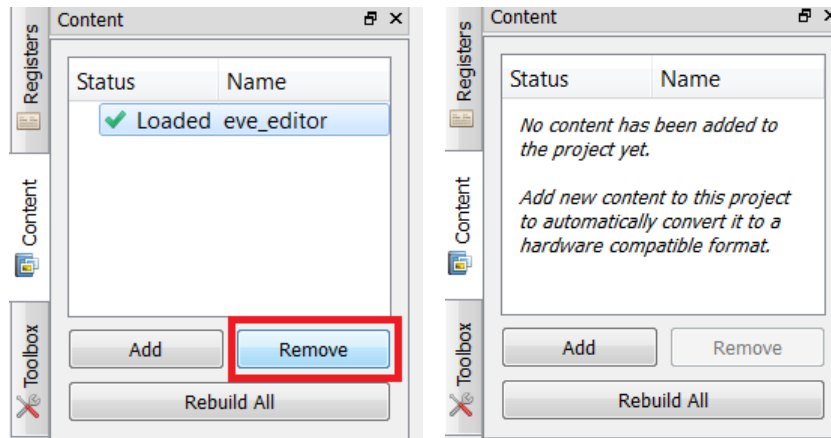 Content
Registers
Content
Toolbox
Status Name
Loaded eve_editor
Add Remove
Rebuild All
Content
Registers
Content
Toolbox
Status Name
No content has been added to
the project yet.
Add new content to this project
to automatically convert it to a
hardware compatible format.
Add Remove
Rebuild All